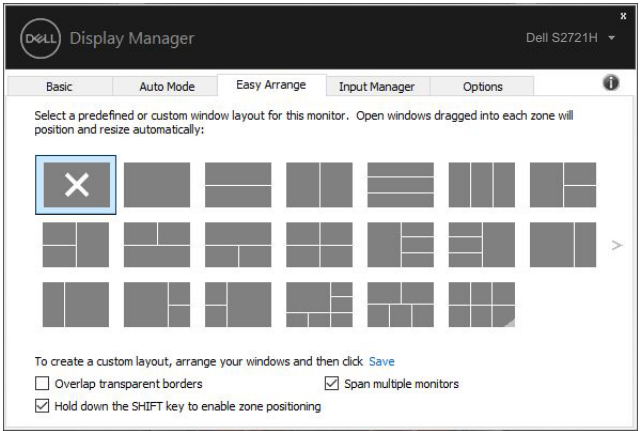 x
DELL Display Manager Dell S2721H
Basic Auto Mode Easy Arrange Input Manager Options
Select a predefined or custom window layout for this monitor. Open windows dragged into each zone will
position and resize automatically:
To create a custom layout, arrange your windows and then click Save
Overlap transparent borders Span multiple monitors
Hold down the SHIFT key to enable zone positioning